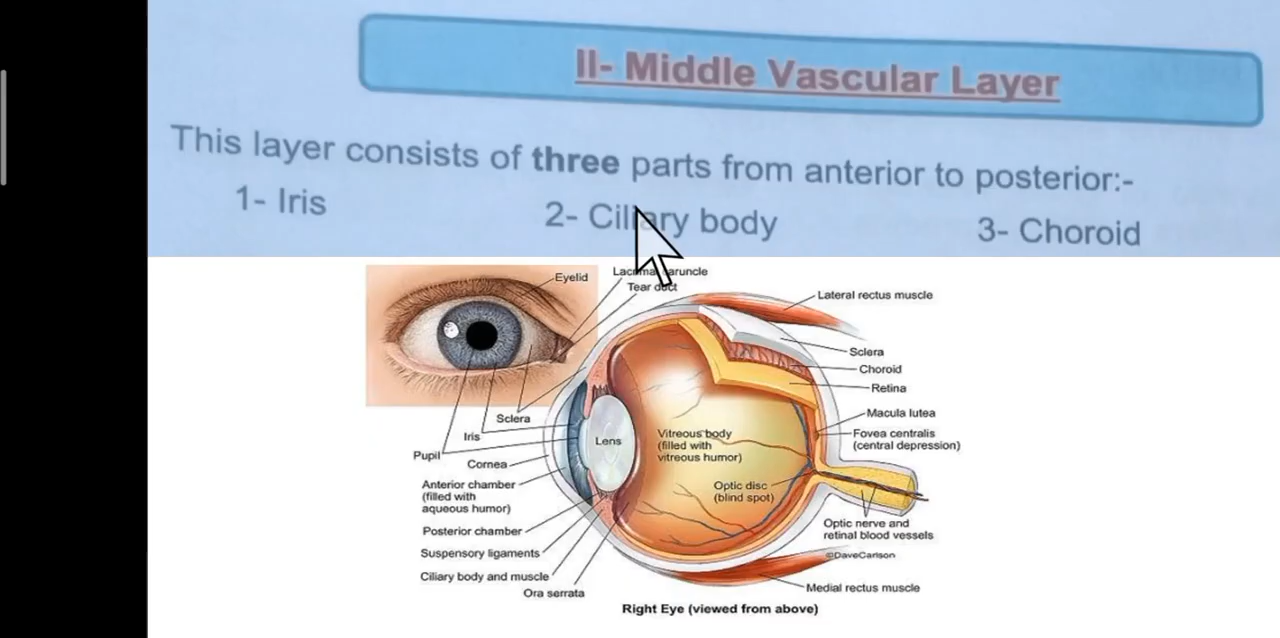 II- Middle Vascular Layer
This layer consists of three parts from anterior to posterior:-
1- Iris 2- Ciliary body 3- Choroid
Eyelid
Lacrimal caruncle
Tear duct
Lateral rectus muscle
Sclera
Choroid
Retina
Macula lutea
Fovea centralis
(central depression)
Sclera
Iris
Pupil
Cornea
Lens
Vitreous body
(filled with
vitreous humor)
Anterior chamber
(filled with
aqueous humor)
Optic disc
(blind spot)
Posterior chamber
Suspensory ligaments
Ciliary body and muscle
Ora serrata
Optic nerve and
retinal blood vessels
©DaveCarlson
Medial rectus muscle
Right Eye (viewed from above)